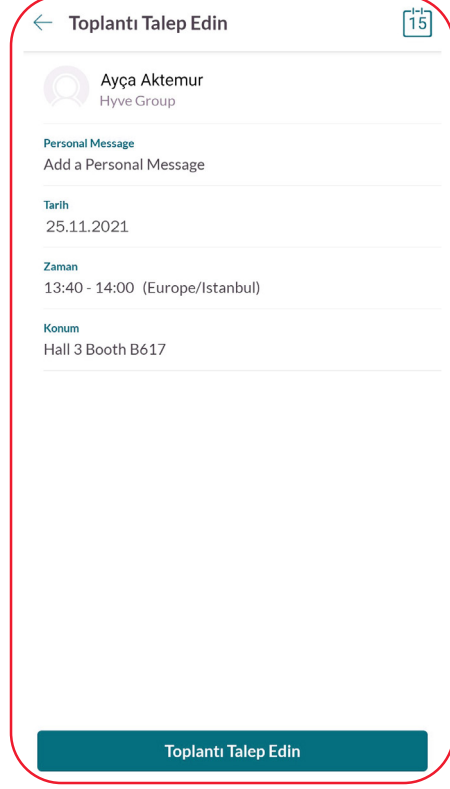 Toplantı Talep Edin
15
Ayça Aktemur
Hyve Group
Personal Message
Add a Personal Message
Tarih
25.11.2021
Zaman
13:40 - 14:00 (Europe/Istanbul)
Konum
Hall 3 Booth B617
Toplantı Talep Edin